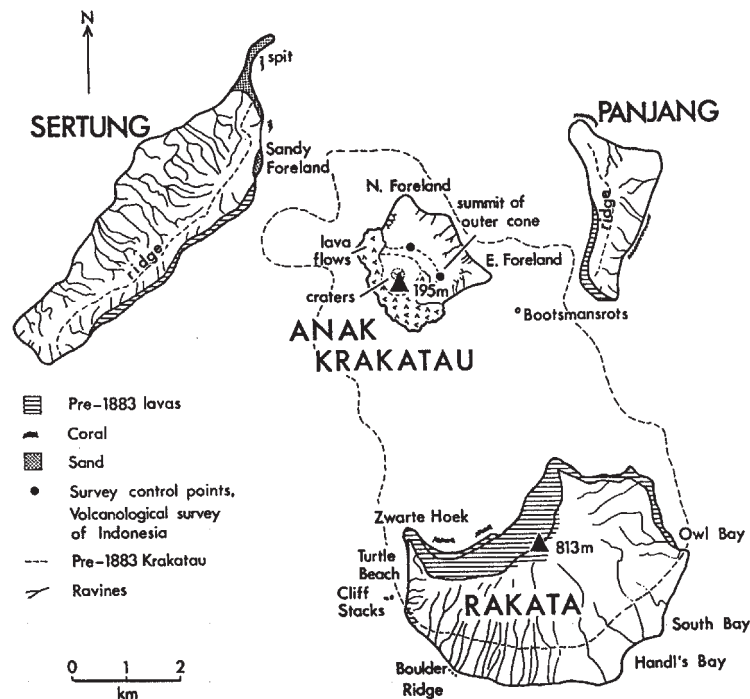 N
spit
SERTUNG
Sandy
Foreland
PANJANG
N. Foreland
summit of
outer cone
ridge
ridge
lava
flows
E. Foreland
craters
195m
Bootsmansrots
ANAK
KRAKATAU
Pre-1883 lavas
Coral
Sand
Survey control points,
Volcanological survey
of Indonesia
Pre-1883 Krakatau
Ravines
0 1 2
km
Zwarte Hoek
Turtle
Beach
Cliff
Stacks
813m
Owl Bay
RAKATA
South Bay
Handl's Bay
Boulder
Ridge